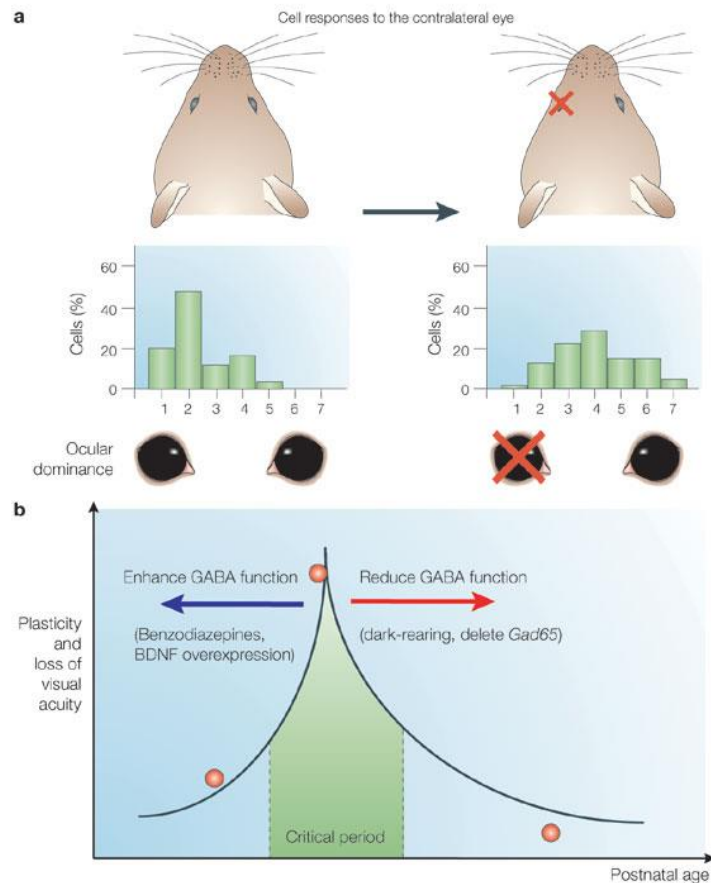 a
Cell responses to the contralateral eye
60
40
20
0
Cells (%)
1 2 3 4 5 6 7
60
40
20
0
Cells (%)
1 2 3 4 5 6 7
Ocular
dominance
b
Plasticity and
loss of
visual
acuity
Enhance GABA function
(Benzodiazepines,
BDNF overexpression)
Reduce GABA function
(dark-rearing, delete Gad65)
Critical period
Postnatal age